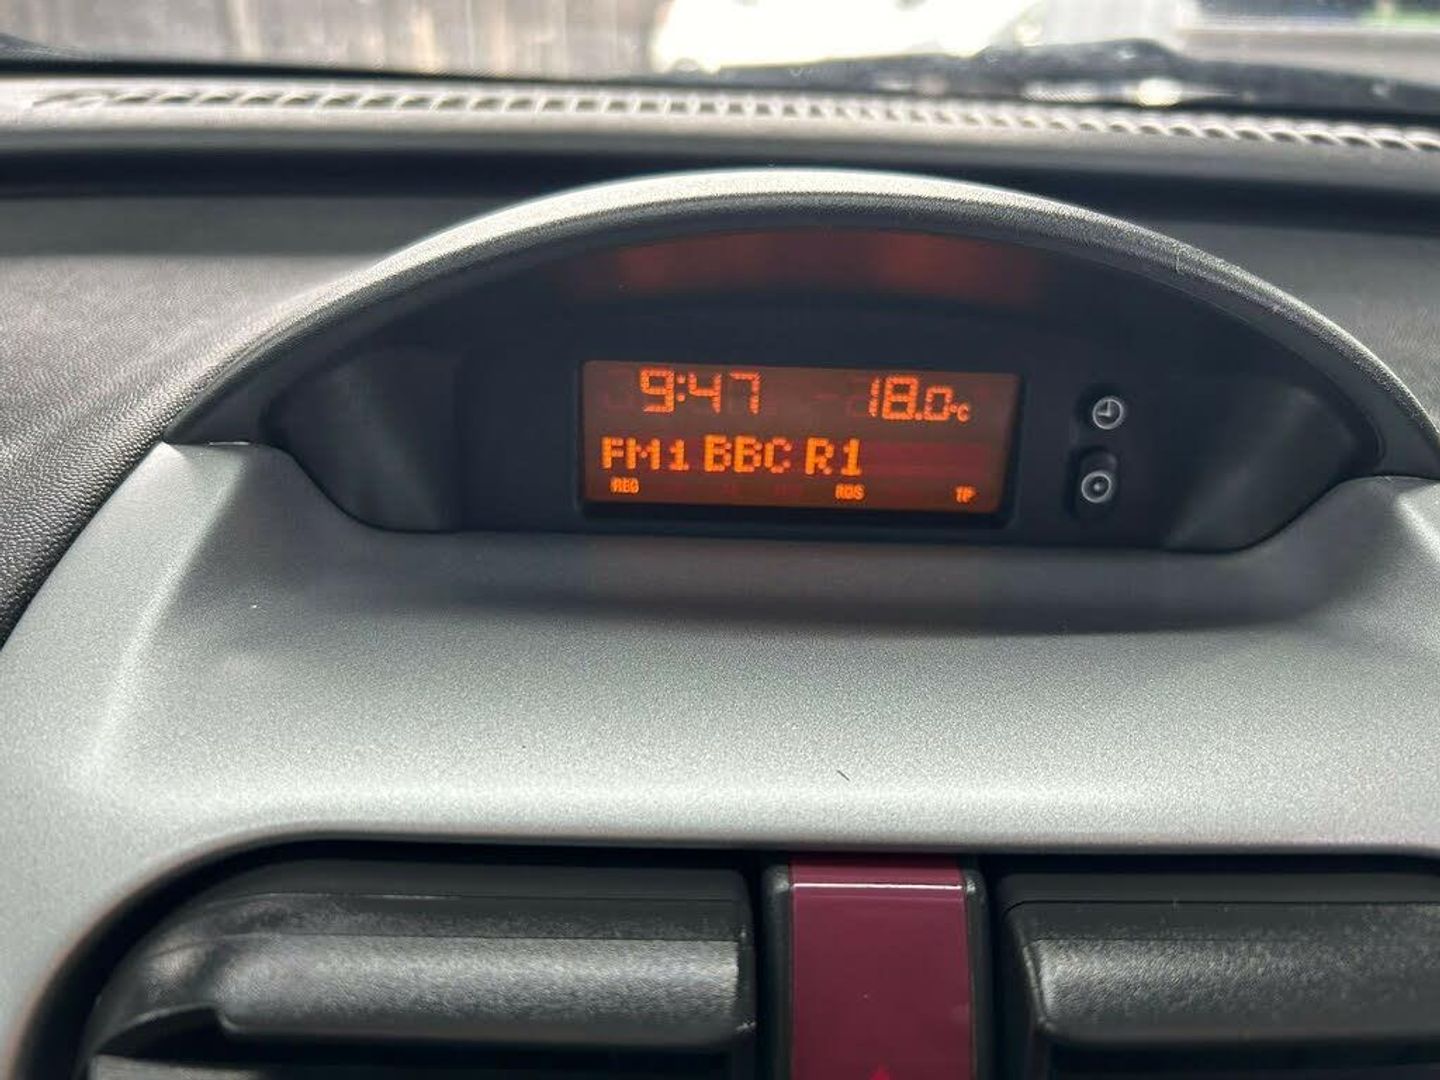 9:47 18.0°C
FM1 BBC R1
REG RDS TP